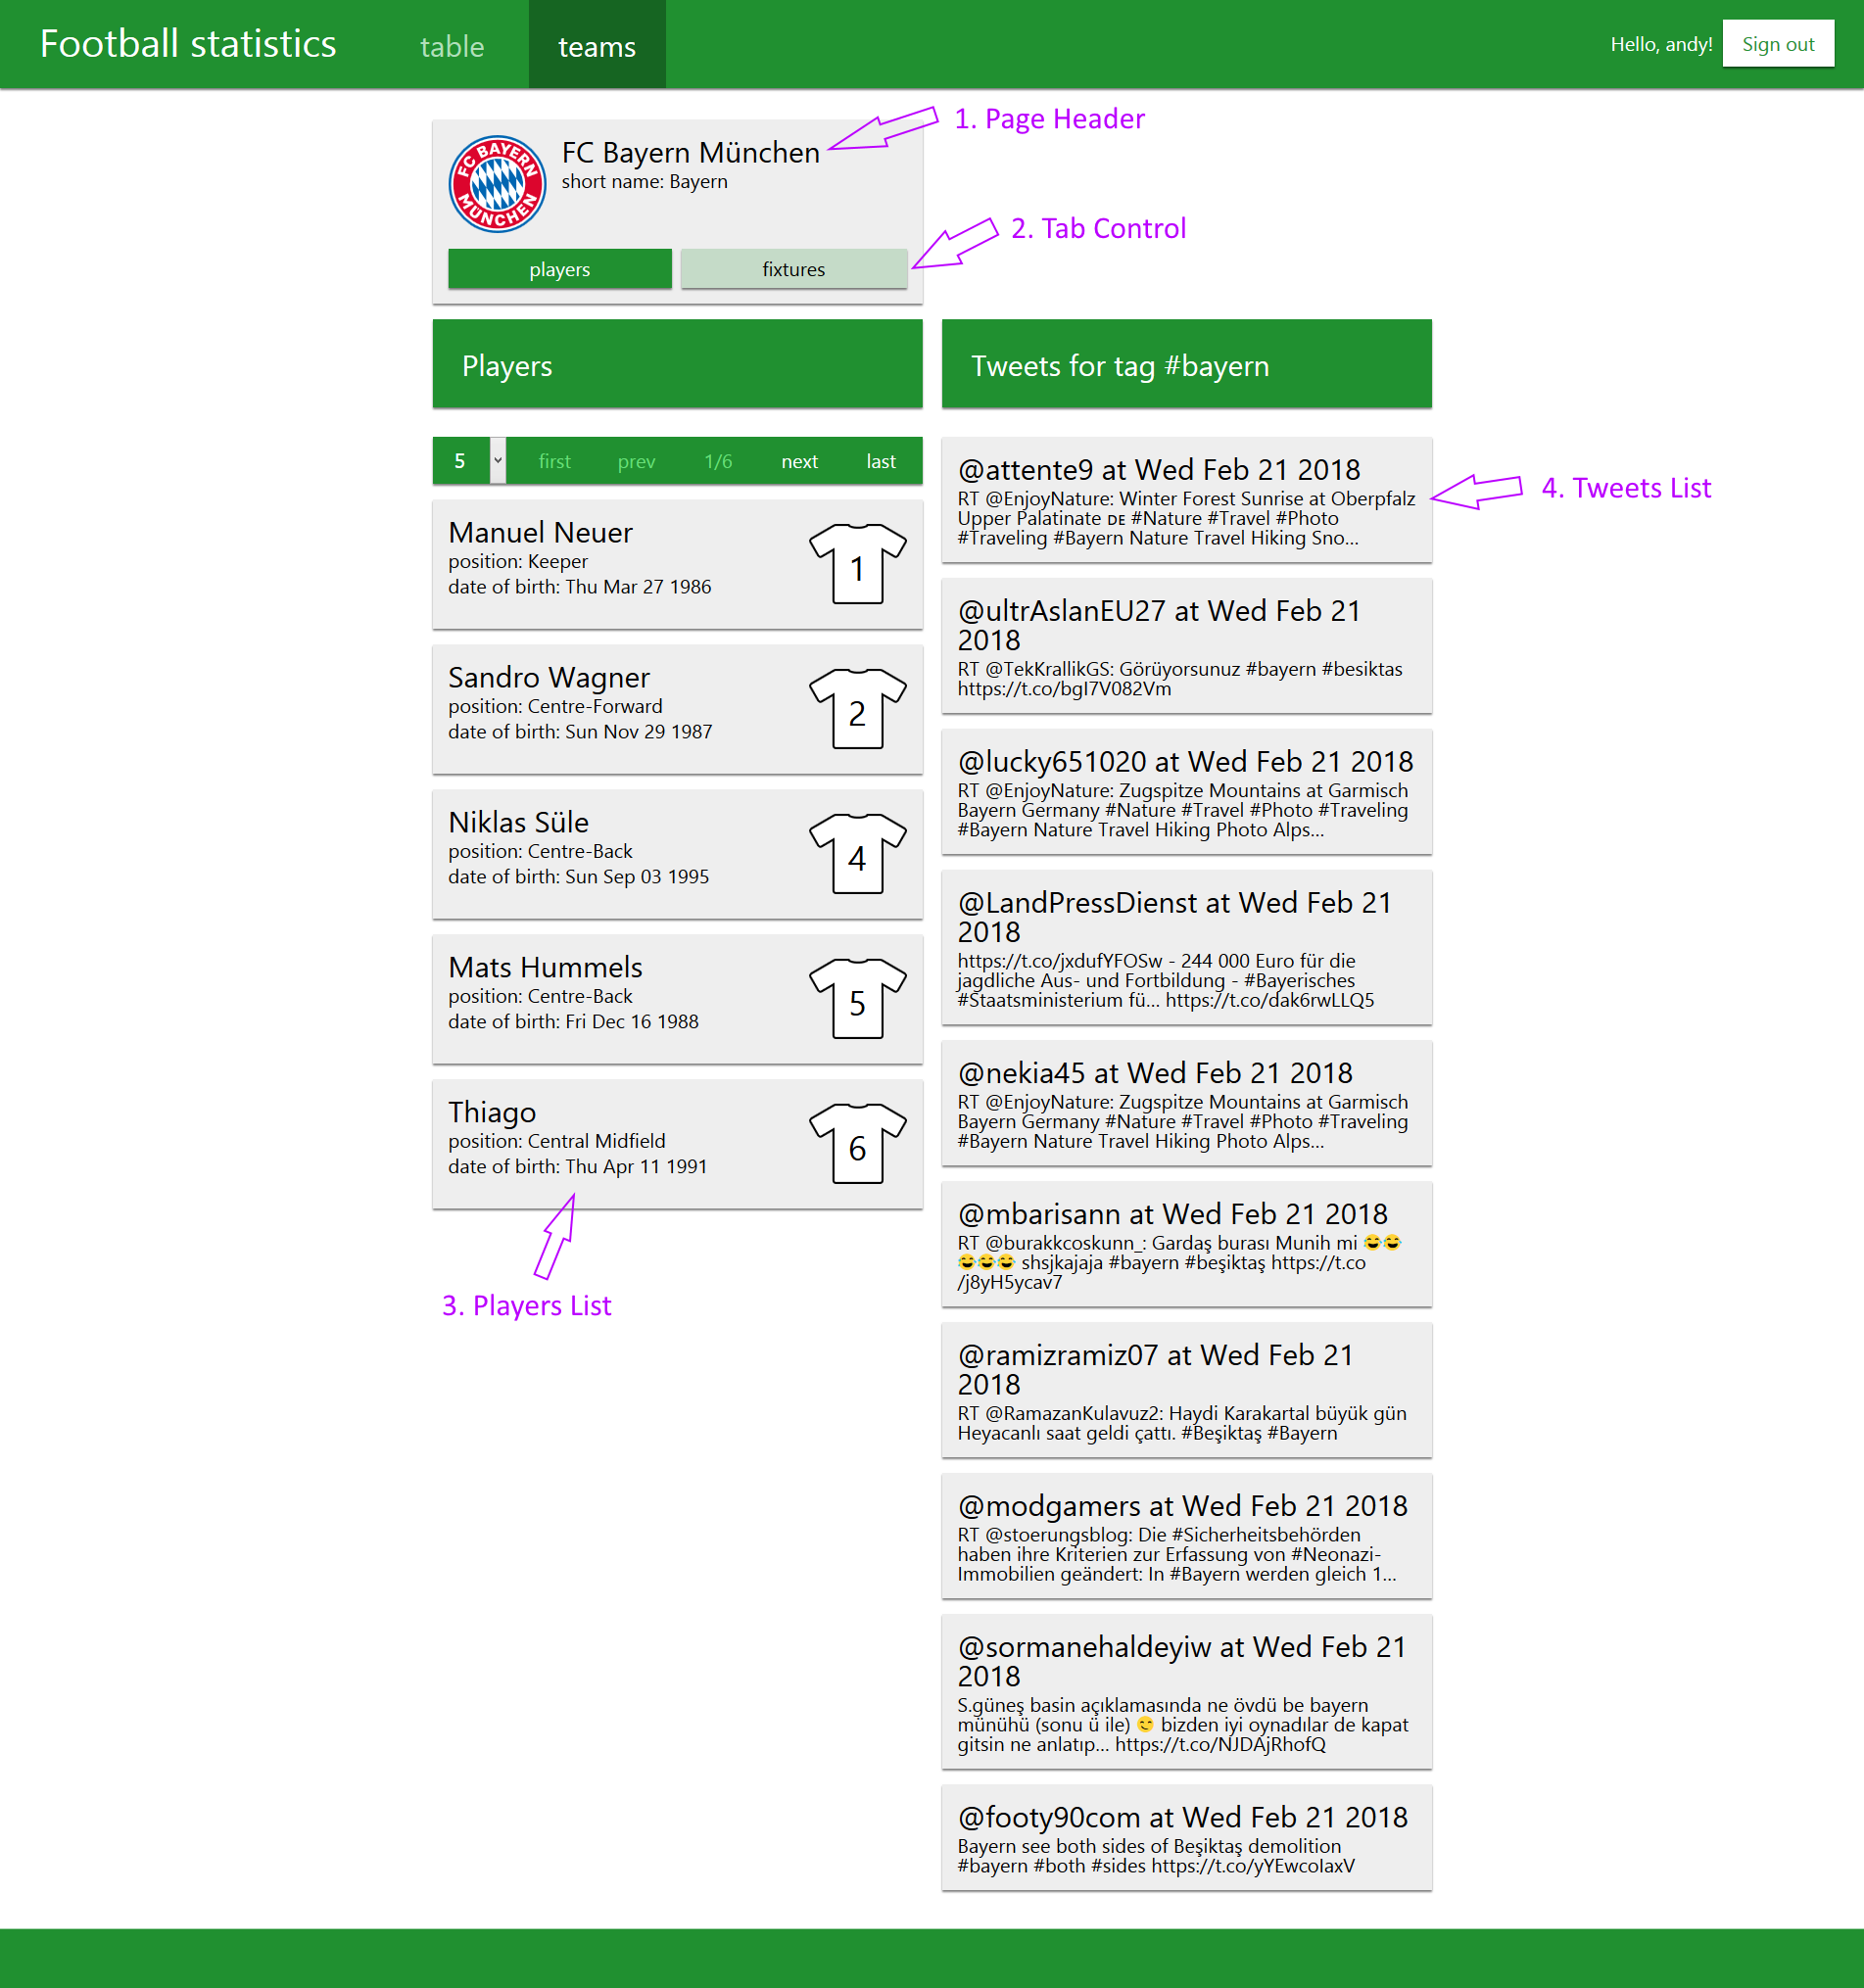 Football statistics
table
teams
Hello, andy!
Sign out
1. Page Header
FC BAYERN
MÜNCHEN
FC Bayern München
short name: Bayern
2. Tab Control
players
fixtures
Players
5
first
prev
1/6
next
last
Manuel Neuer
position: Keeper
date of birth: Thu Mar 27 1986
1
Sandro Wagner
position: Centre-Forward
date of birth: Sun Nov 29 1987
2
Niklas Süle
position: Centre-Back
date of birth: Sun Sep 03 1995
4
Mats Hummels
position: Centre-Back
date of birth: Fri Dec 16 1988
5
Thiago
position: Central Midfield
date of birth: Thu Apr 11 1991
6
3. Players List
Tweets for tag #bayern
4. Tweets List
@attente9 at Wed Feb 21 2018
RT @EnjoyNature: Winter Forest Sunrise at Oberpfalz
Upper Palatinate 🇩🇪 #Nature #Travel #Photo
#Traveling #Bayern Nature Travel Hiking Sno…
@ultrAslanEU27 at Wed Feb 21
2018
RT @TekKrallikGS: Görüyorsunuz #bayern #besiktas
https://t.co/bgI7V082Vm
@lucky651020 at Wed Feb 21 2018
RT @EnjoyNature: Zugspitze Mountains at Garmisch
Bayern Germany #Nature #Travel #Photo #Traveling
#Bayern Nature Travel Hiking Photo Alps…
@LandPressDienst at Wed Feb 21
2018
https://t.co/jxdufYFOSw - 244 000 Euro für die
jagdliche Aus- und Fortbildung - #Bayerisches
#Staatsministerium fü… https://t.co/dak6rwLLQ5
@nekia45 at Wed Feb 21 2018
RT @EnjoyNature: Zugspitze Mountains at Garmisch
Bayern Germany #Nature #Travel #Photo #Traveling
#Bayern Nature Travel Hiking Photo Alps…
@mbarisann at Wed Feb 21 2018
RT @burakkcoskunn_: Gardaş burası Munih mi 😂😂
😂😂😂 shsjkajaja #bayern #beşiktaş https://t.co
/j8yH5ycav7
@ramizramiz07 at Wed Feb 21
2018
RT @RamazanKulavuz2: Haydi Karakartal büyük gün
Heyacanlı saat geldi çattı. #Beşiktaş #Bayern
@modgamers at Wed Feb 21 2018
RT @stoerungsblog: Die #Sicherheitsbehörden
haben ihre Kriterien zur Erfassung von #Neonazi-
Immobilien geändert: In #Bayern werden gleich 1…
@sormanehaldeyiw at Wed Feb 21
2018
S.güneş basin açıklamasında ne övdü be bayern
münühü (sonu ü ile) 😉 bizden iyi oynadılar de kapat
gitsin ne anlatıp… https://t.co/NJDAjRhofQ
@footy90com at Wed Feb 21 2018
Bayern see both sides of Beşiktaş demolition
#bayern #both #sides https://t.co/yYEwcoIaxV